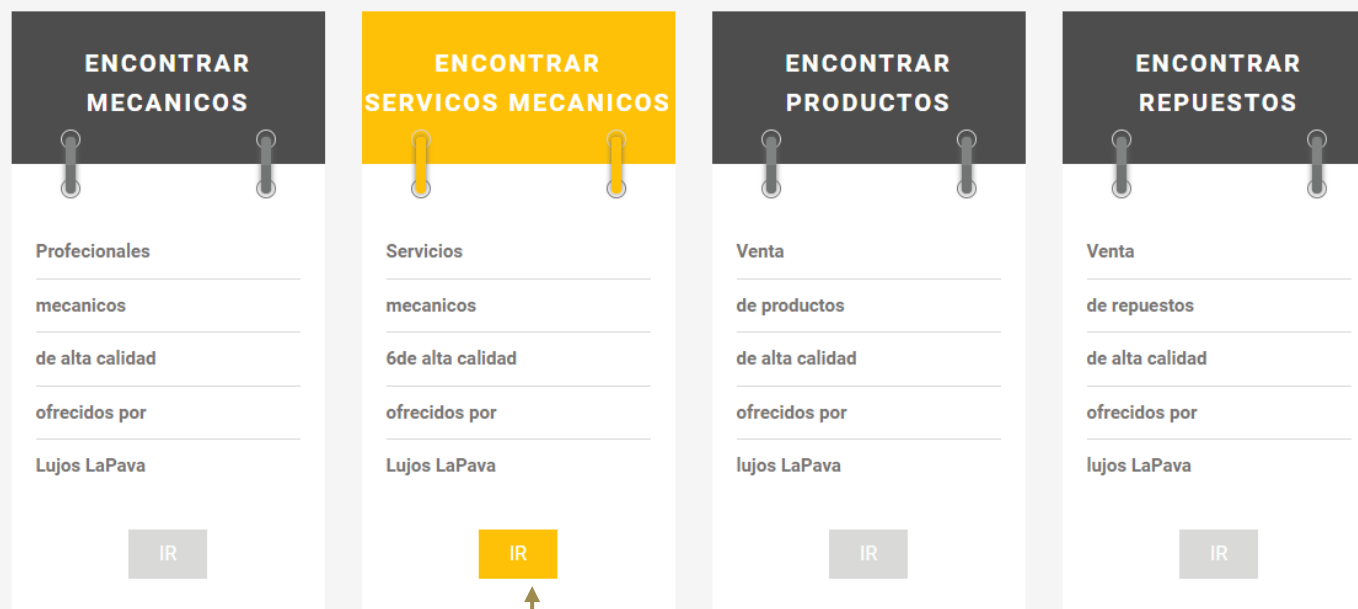 ENCONTRAR
MECANICOS
Profecionales
mecanicos
de alta calidad
ofrecidos por
Lujos LaPava
IR
ENCONTRAR
SERVICOS MECANICOS
Servicios
mecanicos
6de alta calidad
ofrecidos por
Lujos LaPava
IR
ENCONTRAR
PRODUCTOS
Venta
de productos
de alta calidad
ofrecidos por
lujos LaPava
IR
ENCONTRAR
REPUESTOS
Venta
de repuestos
de alta calidad
ofrecidos por
lujos LaPava
IR